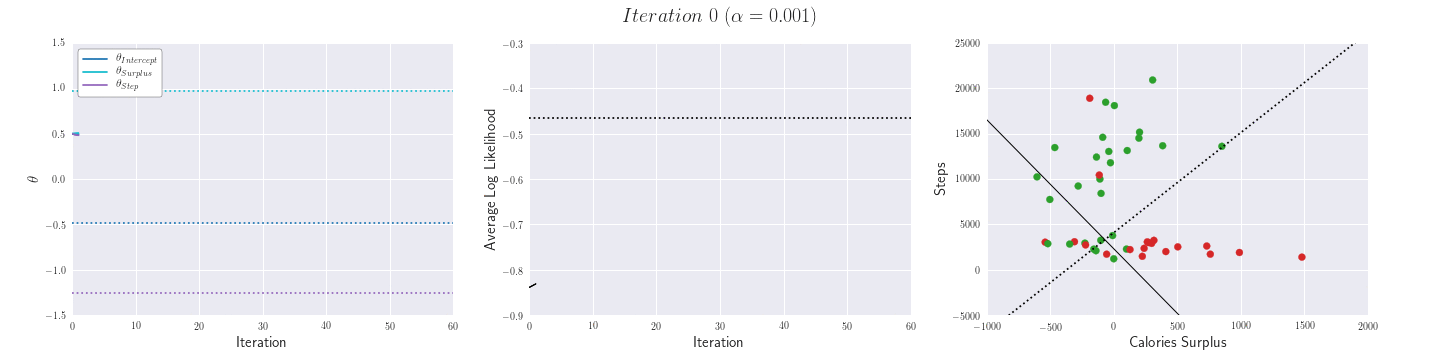 Iteration 0 (α = 0.001)
1.5
1.0
0.5
0.0
−0.5
−1.0
−1.5
θ
θIntercept
θSurplus
θStep
0 10 20 30 40 50 60
Iteration
−0.3
−0.4
−0.5
−0.6
−0.7
−0.8
−0.9
Average Log Likelihood
0 10 20 30 40 50 60
Iteration
25000
20000
15000
10000
5000
0
−5000
Steps
−1000 −500 0 500 1000 1500 2000
Calories Surplus